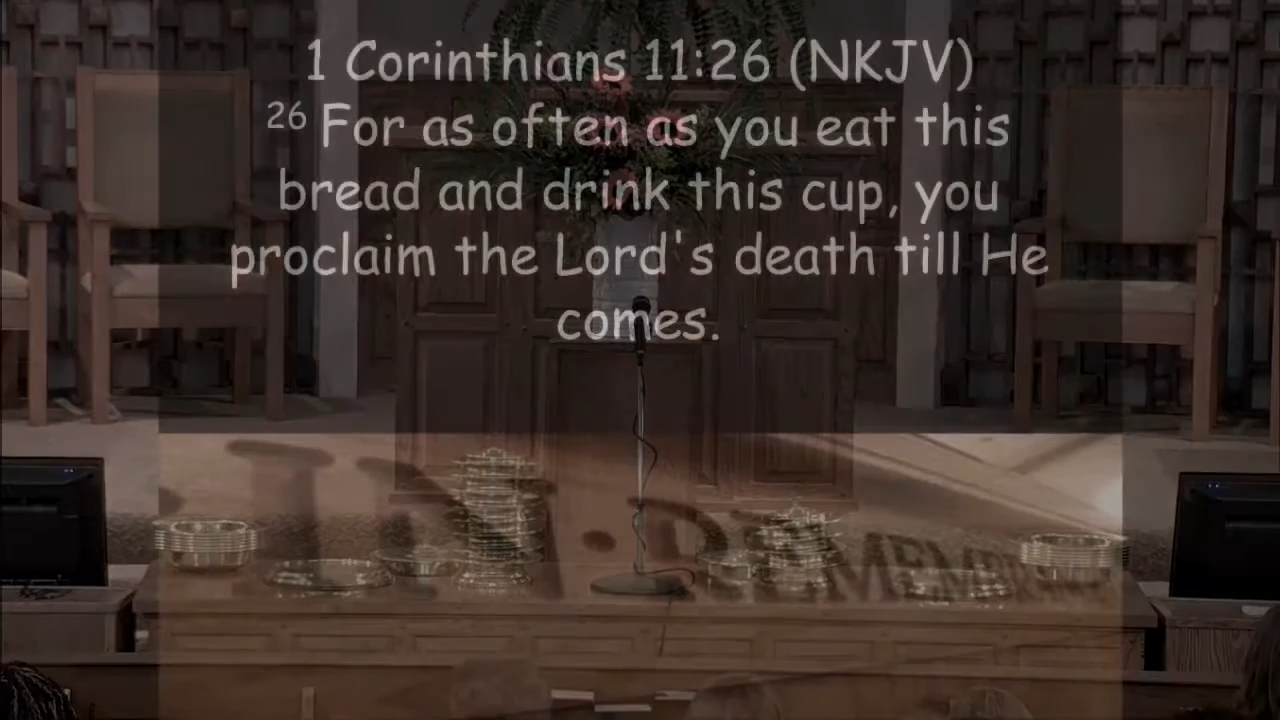 1 Corinthians 11:26 (NKJV)
26 For as often as you eat this
bread and drink this cup, you
proclaim the Lord's death till He
comes.
IN